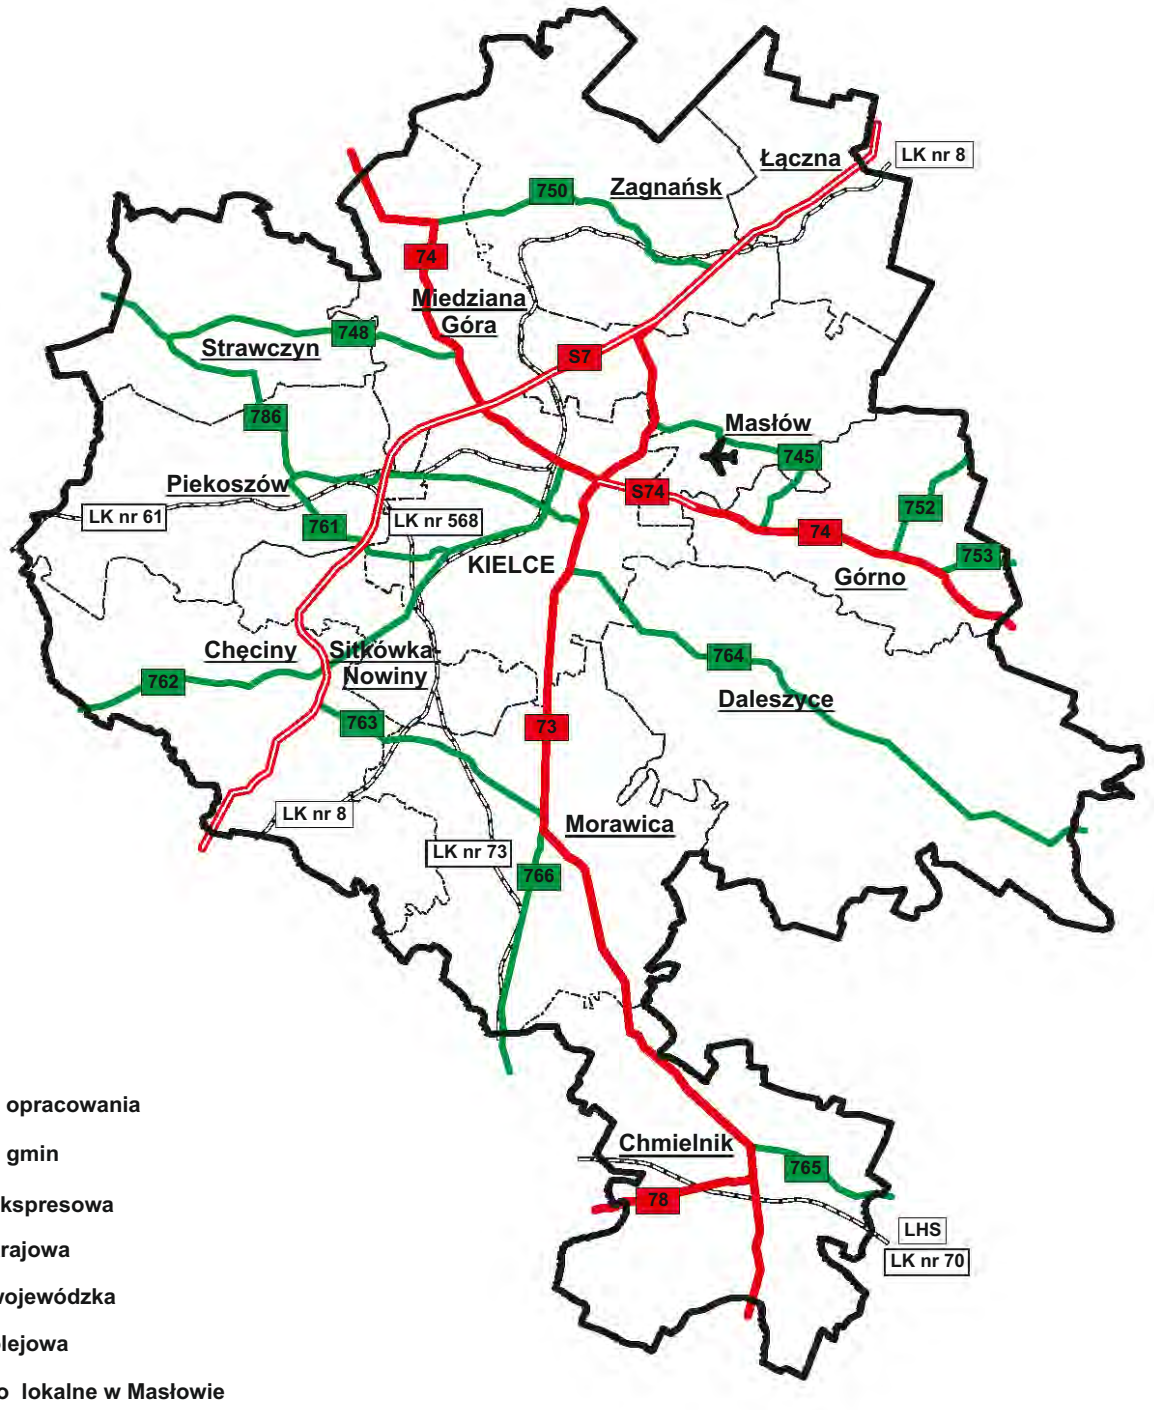 Łączna
LK nr 8
750
Zagnańsk
74
Miedziana
Góra
748
Strawczyn
S7
786
Masłów
745
Piekoszów
S74
LK nr 61
761
LK nr 568
74
752
753
KIELCE
Górno
Chęciny
Sitkówka-
Nowiny
764
762
Daleszyce
763
73
LK nr 8
Morawica
LK nr 73
766
opracowania
gmin
Chmielnik
765
kspresowa
78
LHS
rajowa
LK nr 70
wojewódzka
olejowa
o lokalne w Masłowie